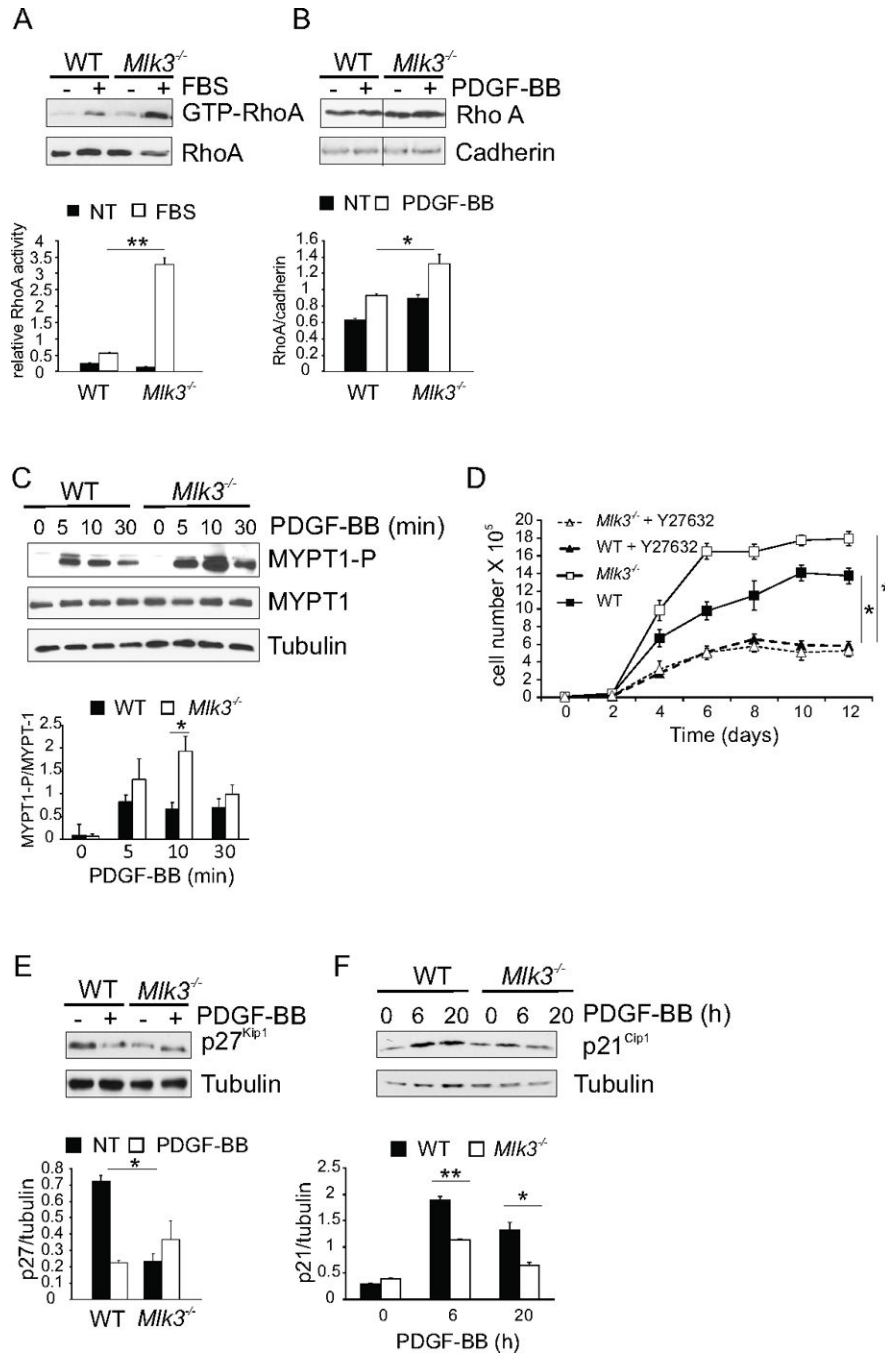 A
WT Mlk3-/-
- + - + FBS
GTP-RhoA
RhoA
NT FBS
relative RhoA activity
4
3.5
3
2.5
2
1.5
1
0.5
0
**
WT Mlk3-/-
B
WT Mlk3-/-
- + - + PDGF-BB
Rho A
Cadherin
NT PDGF-BB
RhoA/cadherin
1.6
1.4
1.2
1
0.8
0.6
0.4
0.2
0
*
WT Mlk3-/-
C
WT Mlk3-/-
0 5 10 30 0 5 10 30 PDGF-BB (min)
MYPT1-P
MYPT1
Tubulin
WT Mlk3-/-
MYPT1-P/MYPT-1
2.5
2
1.5
1
0.5
0
*
0 5 10 30
PDGF-BB (min)
D
Mlk3-/- + Y27632
WT + Y27632
Mlk3-/-
WT
cell number X 10⁵
18
16
14
12
10
8
6
4
2
0
*
*
0 2 4 6 8 10 12
Time (days)
E
WT Mlk3-/-
- + - + PDGF-BB
p27Kip1
Tubulin
NT PDGF-BB
p27/tubulin
0.8
0.7
0.6
0.5
0.4
0.3
0.2
0.1
0
*
WT Mlk3-/-
F
WT Mlk3-/-
0 6 20 0 6 20 PDGF-BB (h)
p21Cip1
Tubulin
WT Mlk3-/-
p21/tubulin
2.5
2
1.5
1
0.5
0
**
*
0 6 20
PDGF-BB (h)